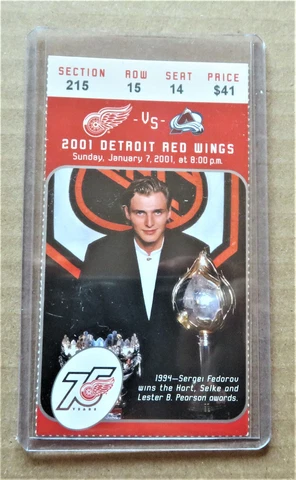 SECTION ROW SEAT PRICE
215 15 14 $41
-VS-
2001 DETROIT RED WINGS
Sunday, January 7, 2001, at 8:00 p.m.
1994—Sergei Fedorov
wins the Hart, Selke and
Lester B. Pearson awards.
75
YEARS